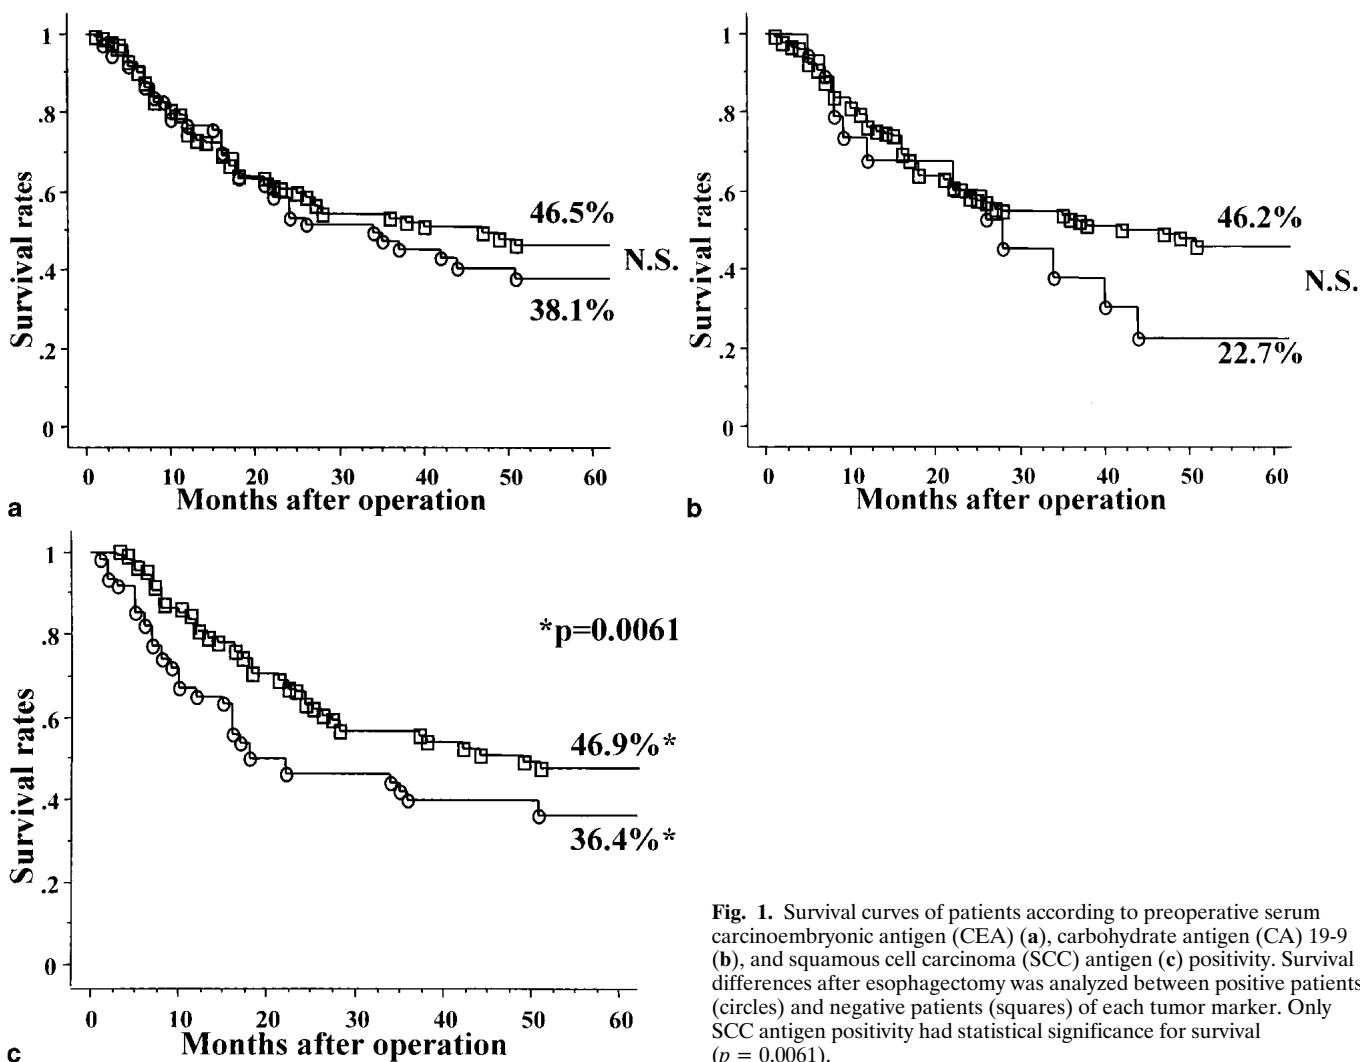 1
.8
.6
.4
.2
0
Survival rates
46.5%
N.S.
38.1%
0 10 20 30 40 50 60
Months after operation
a
1
.8
.6
.4
.2
0
Survival rates
46.2%
N.S.
22.7%
0 10 20 30 40 50 60
Months after operation
b
1
.8
.6
.4
.2
0
Survival rates
*p=0.0061
46.9%*
36.4%*
0 10 20 30 40 50 60
Months after operation
c
Fig. 1. Survival curves of patients according to preoperative serum
carcinoembryonic antigen (CEA) (a), carbohydrate antigen (CA) 19-9
(b), and squamous cell carcinoma (SCC) antigen (c) positivity. Survival
differences after esophagectomy was analyzed between positive patients
(circles) and negative patients (squares) of each tumor marker. Only
SCC antigen positivity had statistical significance for survival
(p = 0.0061).